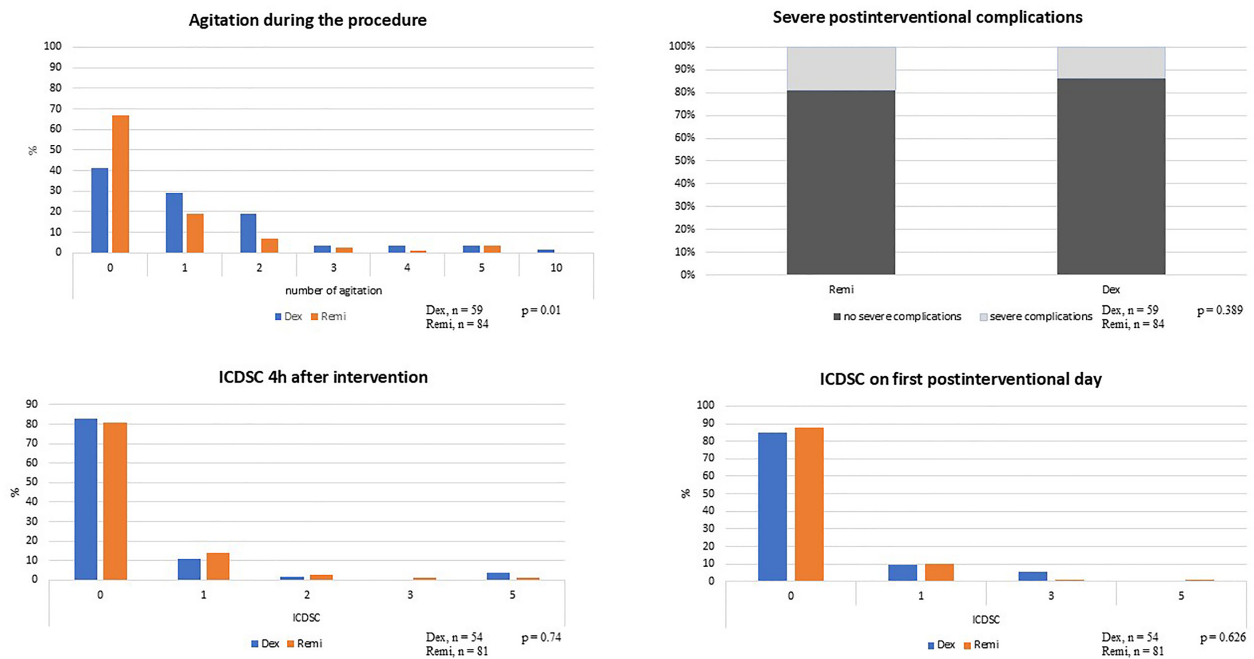 Agitation during the procedure
100
90
80
70
60
50
40
30
20
10
0
%
0 1 2 3 4 5 10
number of agitation
Dex Remi
Dex, n = 59 p = 0.01
Remi, n = 84
Severe postinterventional complications
100%
90%
80%
70%
60%
50%
40%
30%
20%
10%
0%
Remi Dex
no severe complications severe complications
Dex, n = 59 p = 0.389
Remi, n = 84
ICDSC 4h after intervention
90
80
70
60
50
40
30
20
10
0
%
0 1 2 3 5
ICDSC
Dex Remi
Dex, n = 54 p = 0.74
Remi, n = 81
ICDSC on first postinterventional day
100
90
80
70
60
50
40
30
20
10
0
%
0 1 3 5
ICDSC
Dex Remi
Dex, n = 54 p = 0.626
Remi, n = 81